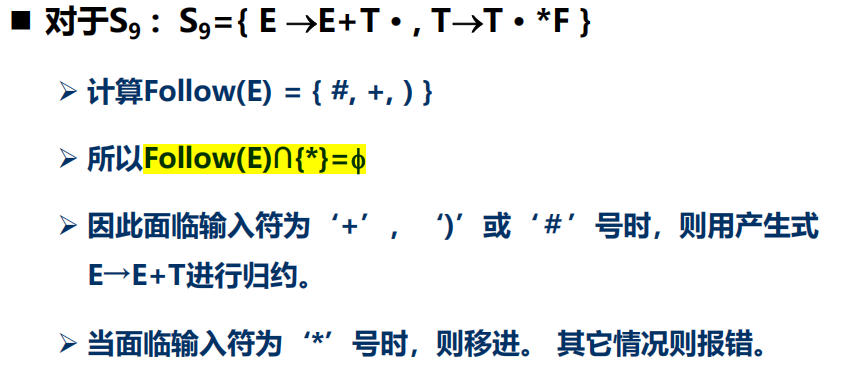 ■ 对于S₉：S₉={ E →E+T •, T→T • *F }
➢ 计算Follow(E) = { #, +, ) }
➢ 所以Follow(E)∩{*}=ϕ
➢ 因此面临输入符为‘+’，‘)’或‘#’号时，则用产生式
E→E+T进行归约。
➢ 当面临输入符为‘*’号时，则移进。 其它情况则报错。